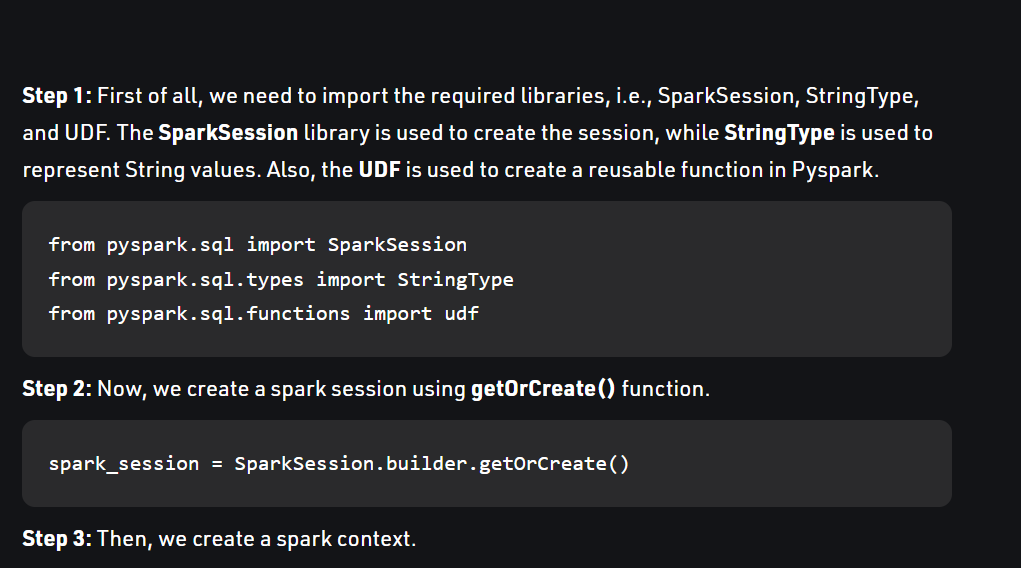 Step 1: First of all, we need to import the required libraries, i.e., SparkSession, StringType,
and UDF. The SparkSession library is used to create the session, while StringType is used to
represent String values. Also, the UDF is used to create a reusable function in Pyspark.
from pyspark.sql import SparkSession
from pyspark.sql.types import StringType
from pyspark.sql.functions import udf
Step 2: Now, we create a spark session using getOrCreate() function.
spark_session = SparkSession.builder.getOrCreate()
Step 3: Then, we create a spark context.